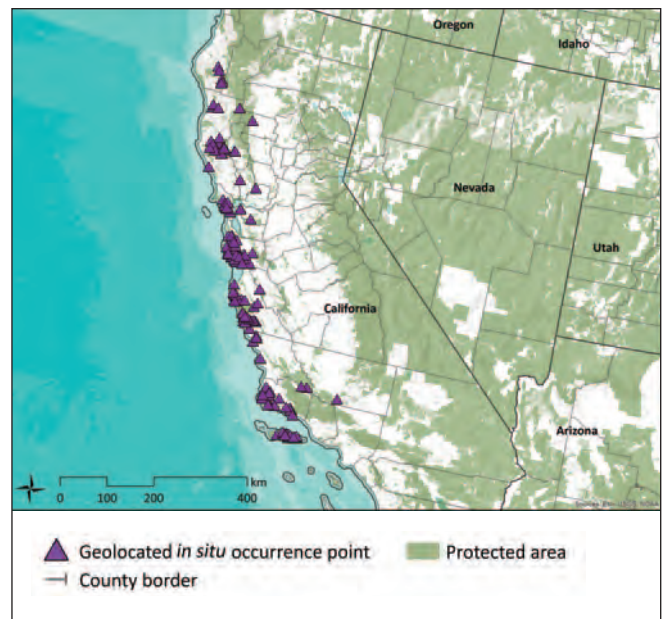 Oregon
Idaho
Nevada
Utah
California
Arizona
km
0 100 200 400
Geolocated in situ occurrence point Protected area
County border